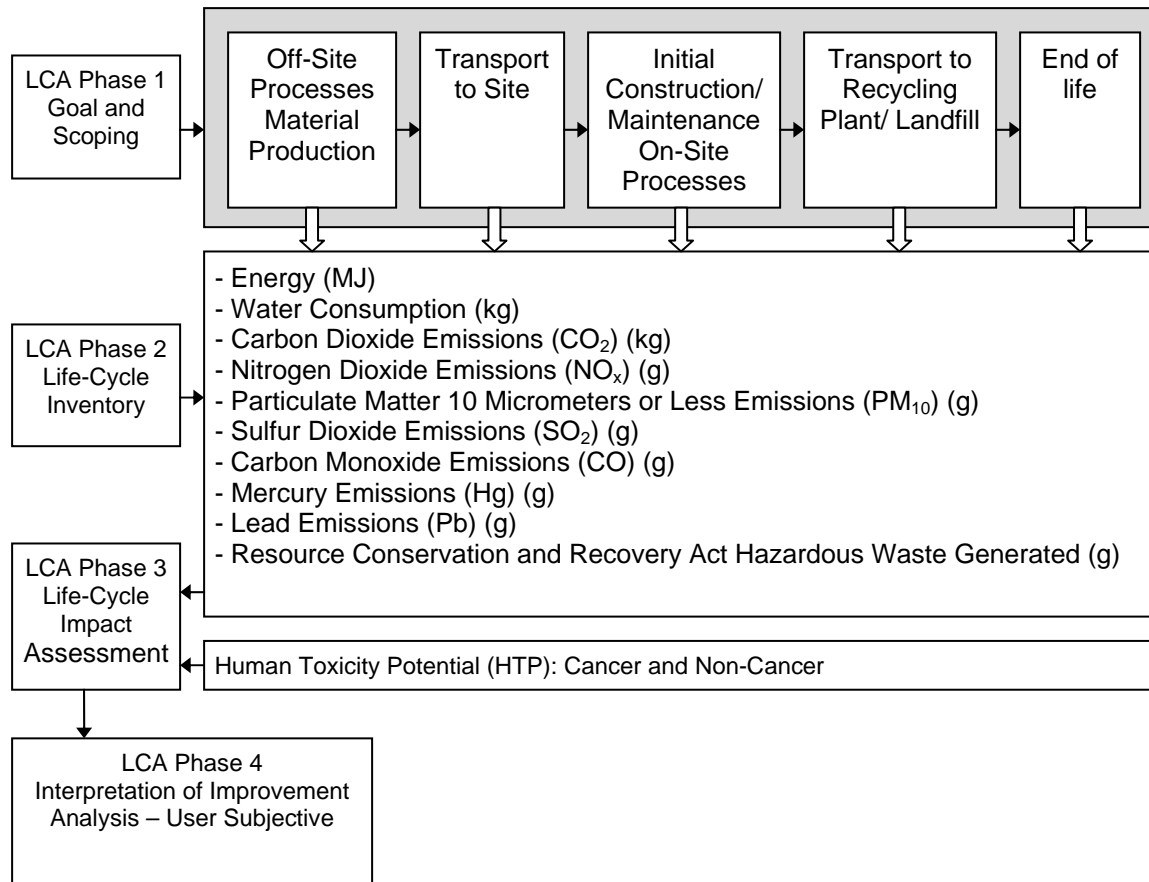 LCA Phase 1
Goal and
Scoping
Off-Site
Processes
Material
Production
Transport
to Site
Initial
Construction/
Maintenance
On-Site
Processes
Transport to
Recycling
Plant/ Landfill
End of
life
LCA Phase 2
Life-Cycle
Inventory
- Energy (MJ)
- Water Consumption (kg)
- Carbon Dioxide Emissions (CO₂) (kg)
- Nitrogen Dioxide Emissions (NOₓ) (g)
- Particulate Matter 10 Micrometers or Less Emissions (PM₁₀) (g)
- Sulfur Dioxide Emissions (SO₂) (g)
- Carbon Monoxide Emissions (CO) (g)
- Mercury Emissions (Hg) (g)
- Lead Emissions (Pb) (g)
- Resource Conservation and Recovery Act Hazardous Waste Generated (g)
LCA Phase 3
Life-Cycle
Impact
Assessment
Human Toxicity Potential (HTP): Cancer and Non-Cancer
LCA Phase 4
Interpretation of Improvement
Analysis – User Subjective